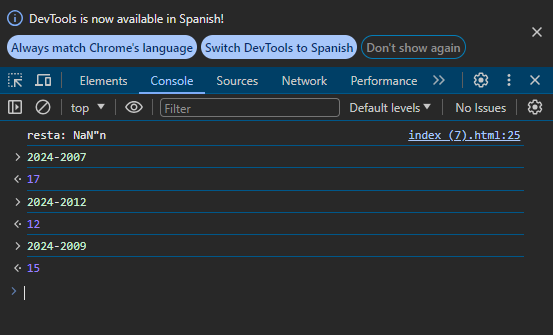 DevTools is now available in Spanish!
Always match Chrome's language Switch DevTools to Spanish Don't show again
Elements Console Sources Network Performance
top Filter Default levels No Issues
resta: NaN"n index (7).html:25
2024-2007
17
2024-2012
12
2024-2009
15